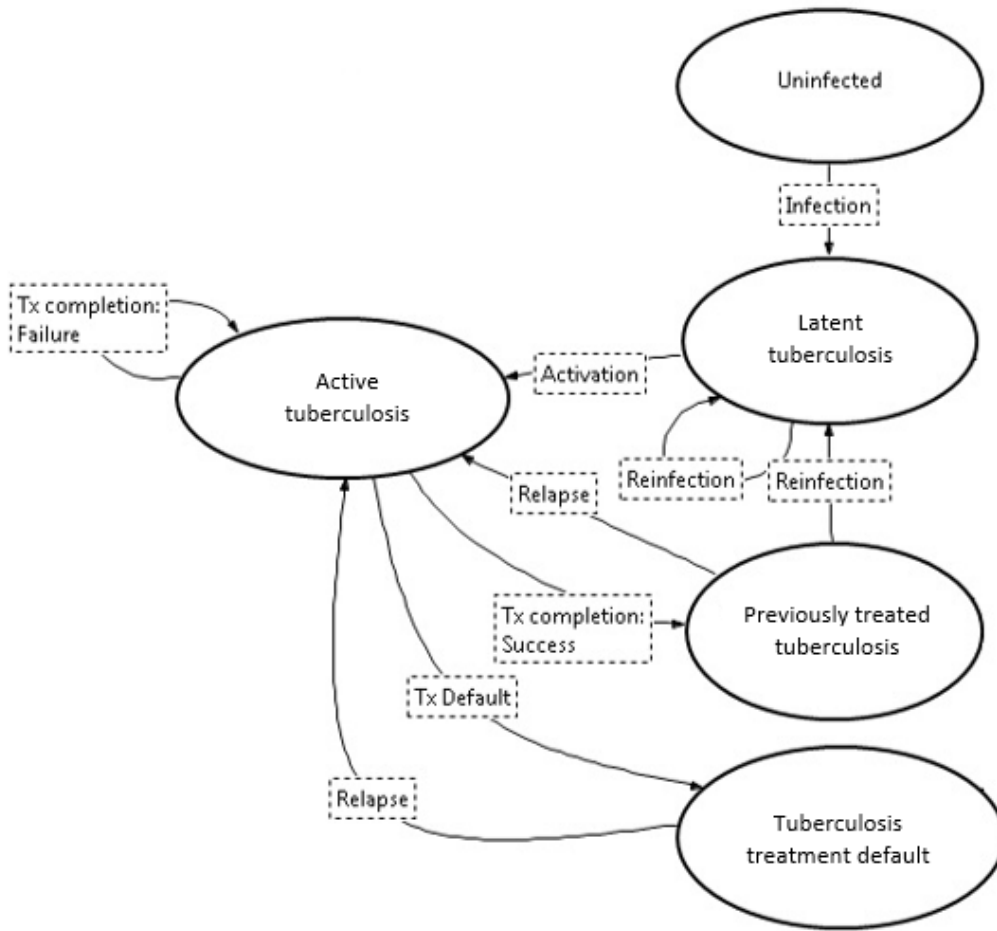 Uninfected
Infection
Tx completion:
Failure
Latent
tuberculosis
Activation
Active
tuberculosis
Reinfection
Reinfection
Relapse
Tx completion:
Success
Previously treated
tuberculosis
Tx Default
Relapse
Tuberculosis
treatment default